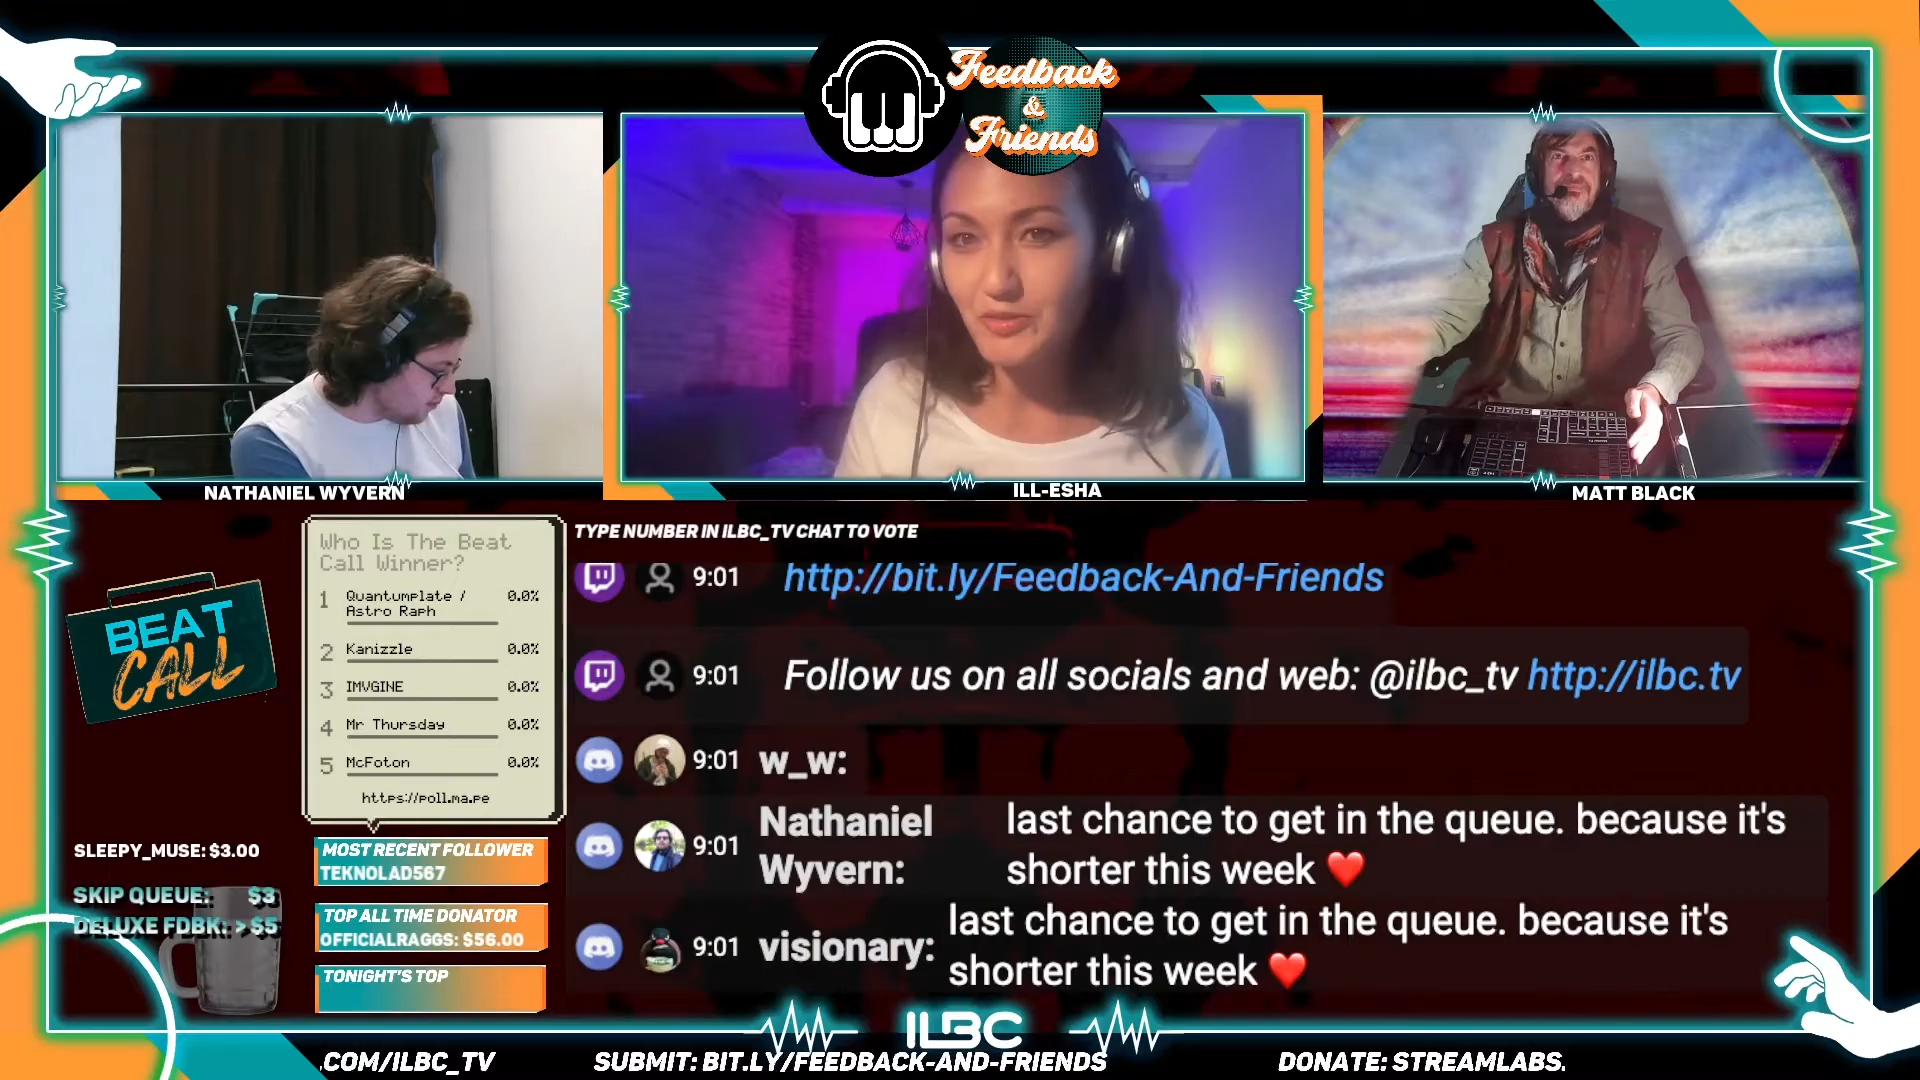 Feedback
&
Friends
NATHANIEL WYVERN
ILL-ESHA
MATT BLACK
BEAT
CALL
Who Is The Beat
Call Winner?
1 Quantumplate / 0.0%
Astro Raph
2 Kanizzle 0.0%
3 IMVGINE 0.0%
4 Mr Thursday 0.0%
5 McFoton 0.0%
https://poll.ma.pe
TYPE NUMBER IN ILBC_TV CHAT TO VOTE
9:01 http://bit.ly/Feedback-And-Friends
9:01 Follow us on all socials and web: @ilbc_tv http://ilbc.tv
9:01 w_w:
9:01 Nathaniel Wyvern: last chance to get in the queue. because it's
shorter this week ❤️
9:01 visionary: last chance to get in the queue. because it's
shorter this week ❤️
SLEEPY_MUSE: $3.00
SKIP QUEUE: $3
DELUXE FDBK: > $5
MOST RECENT FOLLOWER
TEKNOLAD567
TOP ALL TIME DONATOR
OFFICIALRAGGS: $56.00
TONIGHT'S TOP
ILBC
.COM/ILBC_TV SUBMIT: BIT.LY/FEEDBACK-AND-FRIENDS DONATE: STREAMLABS.